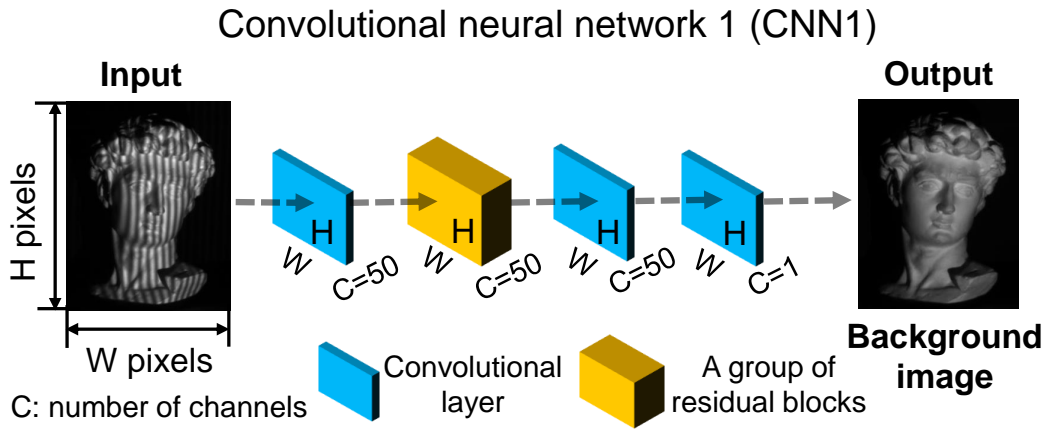 Convolutional neural network 1 (CNN1)
Input
Output
H pixels
W pixels
H
W
C=50
H
W
C=50
H
W
C=50
H
W
C=1
Background
image
C: number of channels
Convolutional
layer
A group of
residual blocks